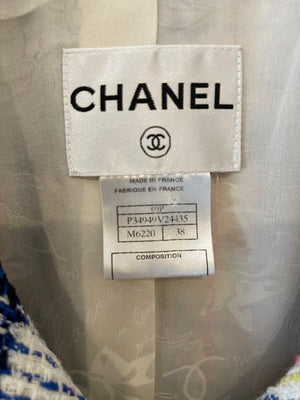 CHANEL
MADE IN FRANCE
FABRIQUE EN FRANCE
09P
P34949V24435
M6220 38
COMPOSITION